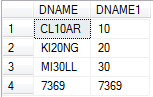 DNAME DNAME1
1 CL10AR 10
2 KI20NG 20
3 MI30LL 30
4 7369 7369